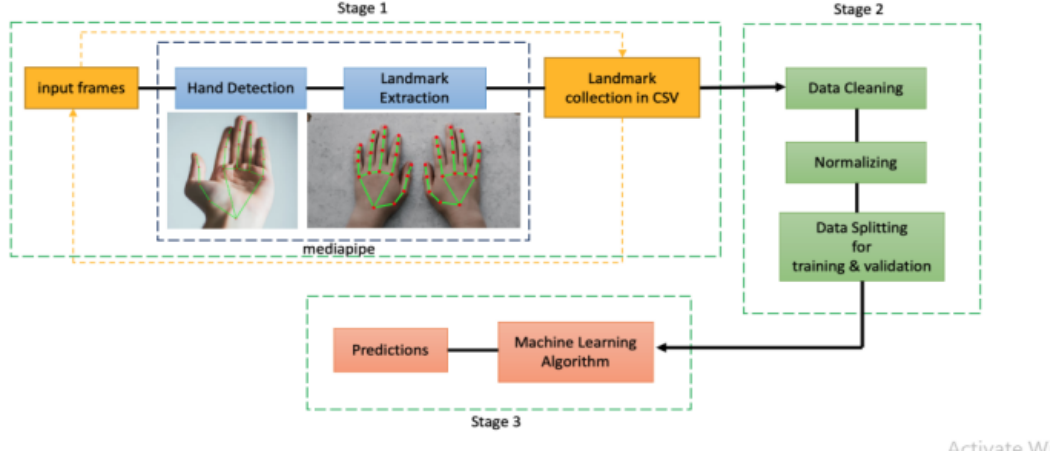 Stage 1
Stage 2
input frames
Hand Detection
Landmark
Extraction
Landmark
collection in CSV
Data Cleaning
Normalizing
mediapipe
Data Splitting
for
training & validation
Predictions
Machine Learning
Algorithm
Stage 3
Activate W